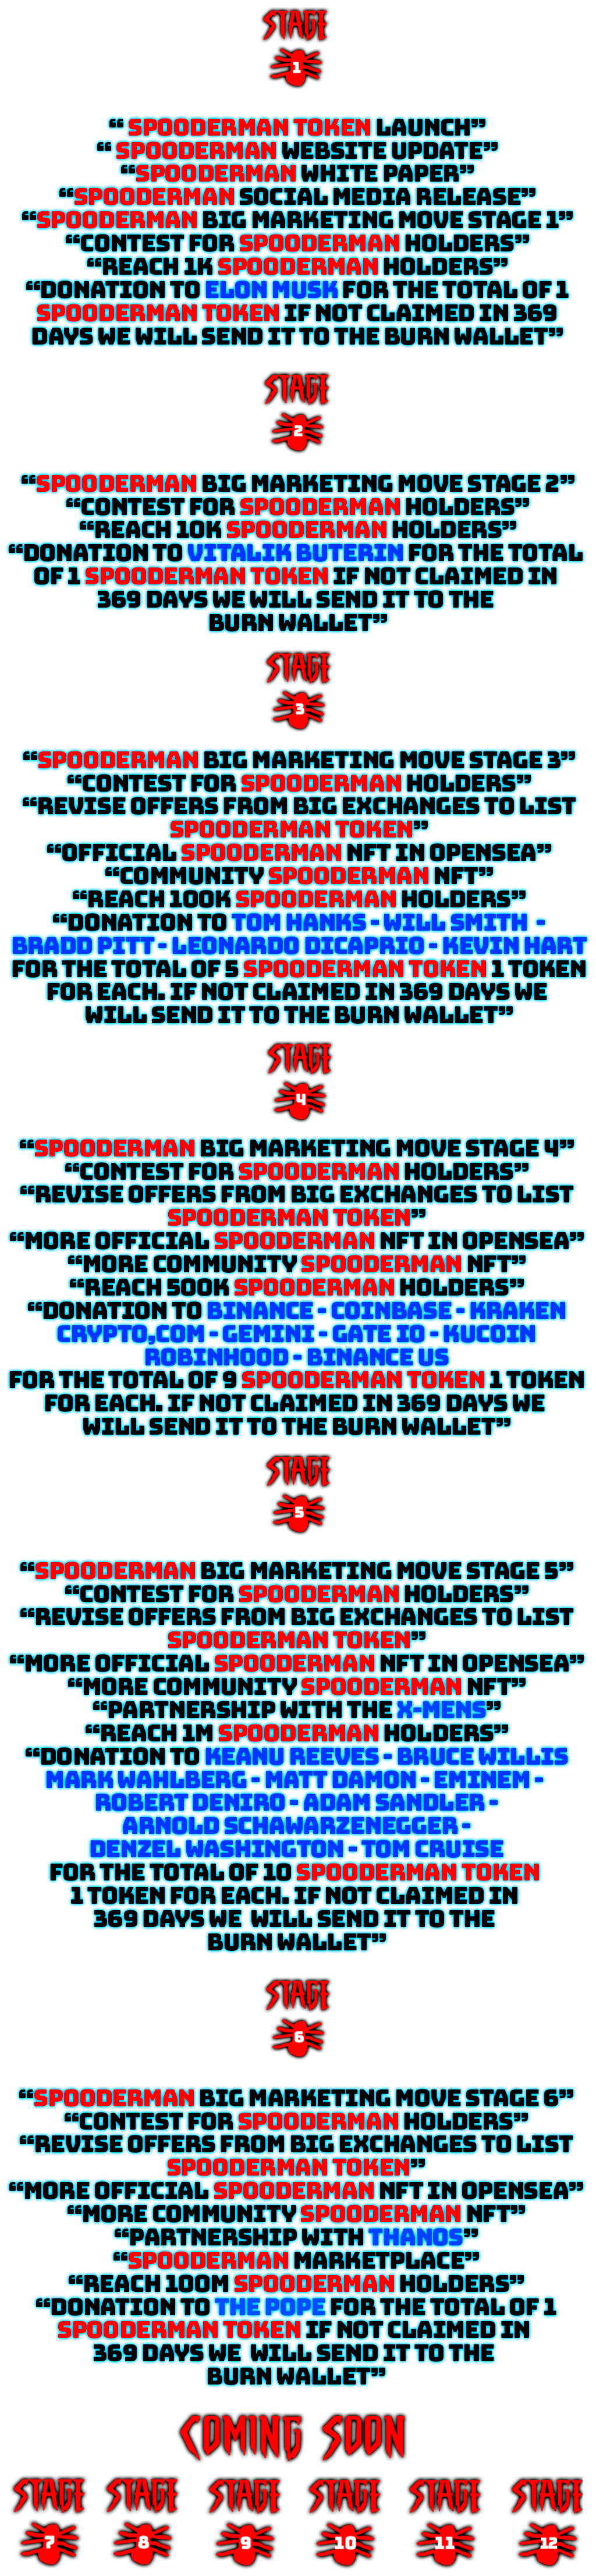 STAGE
1
“ SPOODERMAN TOKEN LAUNCH”
“ SPOODERMAN WEBSITE UPDATE”
“SPOODERMAN WHITE PAPER”
“SPOODERMAN SOCIAL MEDIA RELEASE”
“SPOODERMAN BIG MARKETING MOVE STAGE 1”
“CONTEST FOR SPOODERMAN HOLDERS”
“REACH 1K SPOODERMAN HOLDERS”
“DONATION TO ELON MUSK FOR THE TOTAL OF 1
SPOODERMAN TOKEN IF NOT CLAIMED IN 369
DAYS WE WILL SEND IT TO THE BURN WALLET”
STAGE
2
“SPOODERMAN BIG MARKETING MOVE STAGE 2”
“CONTEST FOR SPOODERMAN HOLDERS”
“REACH 10K SPOODERMAN HOLDERS”
“DONATION TO VITALIK BUTERIN FOR THE TOTAL
OF 1 SPOODERMAN TOKEN IF NOT CLAIMED IN
369 DAYS WE WILL SEND IT TO THE
BURN WALLET”
STAGE
3
“SPOODERMAN BIG MARKETING MOVE STAGE 3”
“CONTEST FOR SPOODERMAN HOLDERS”
“REVISE OFFERS FROM BIG EXCHANGES TO LIST
SPOODERMAN TOKEN”
“OFFICIAL SPOODERMAN NFT IN OPENSEA”
“COMMUNITY SPOODERMAN NFT”
“REACH 100K SPOODERMAN HOLDERS”
“DONATION TO TOM HANKS - WILL SMITH -
BRADD PITT - LEONARDO DICAPRIO - KEVIN HART
FOR THE TOTAL OF 5 SPOODERMAN TOKEN 1 TOKEN
FOR EACH. IF NOT CLAIMED IN 369 DAYS WE
WILL SEND IT TO THE BURN WALLET”
STAGE
4
“SPOODERMAN BIG MARKETING MOVE STAGE 4”
“CONTEST FOR SPOODERMAN HOLDERS”
“REVISE OFFERS FROM BIG EXCHANGES TO LIST
SPOODERMAN TOKEN”
“MORE OFFICIAL SPOODERMAN NFT IN OPENSEA”
“MORE COMMUNITY SPOODERMAN NFT”
“REACH 500K SPOODERMAN HOLDERS”
“DONATION TO BINANCE - COINBASE - KRAKEN
CRYPTO,COM - GEMINI - GATE IO - KUCOIN
ROBINHOOD - BINANCE US
FOR THE TOTAL OF 9 SPOODERMAN TOKEN 1 TOKEN
FOR EACH. IF NOT CLAIMED IN 369 DAYS WE
WILL SEND IT TO THE BURN WALLET”
STAGE
5
“SPOODERMAN BIG MARKETING MOVE STAGE 5”
“CONTEST FOR SPOODERMAN HOLDERS”
“REVISE OFFERS FROM BIG EXCHANGES TO LIST
SPOODERMAN TOKEN”
“MORE OFFICIAL SPOODERMAN NFT IN OPENSEA”
“MORE COMMUNITY SPOODERMAN NFT”
“PARTNERSHIP WITH THE X-MENS”
“REACH 1M SPOODERMAN HOLDERS”
“DONATION TO KEANU REEVES - BRUCE WILLIS
MARK WAHLBERG - MATT DAMON - EMINEM -
ROBERT DENIRO - ADAM SANDLER -
ARNOLD SCHAWARZENEGGER -
DENZEL WASHINGTON - TOM CRUISE
FOR THE TOTAL OF 10 SPOODERMAN TOKEN
1 TOKEN FOR EACH. IF NOT CLAIMED IN
369 DAYS WE WILL SEND IT TO THE
BURN WALLET”
STAGE
6
“SPOODERMAN BIG MARKETING MOVE STAGE 6”
“CONTEST FOR SPOODERMAN HOLDERS”
“REVISE OFFERS FROM BIG EXCHANGES TO LIST
SPOODERMAN TOKEN”
“MORE OFFICIAL SPOODERMAN NFT IN OPENSEA”
“MORE COMMUNITY SPOODERMAN NFT”
“PARTNERSHIP WITH THANOS”
“SPOODERMAN MARKETPLACE”
“REACH 100M SPOODERMAN HOLDERS”
“DONATION TO THE POPE FOR THE TOTAL OF 1
SPOODERMAN TOKEN IF NOT CLAIMED IN
369 DAYS WE WILL SEND IT TO THE
BURN WALLET”
COMING SOON
STAGE STAGE STAGE STAGE STAGE STAGE
7 8 9 10 11 12